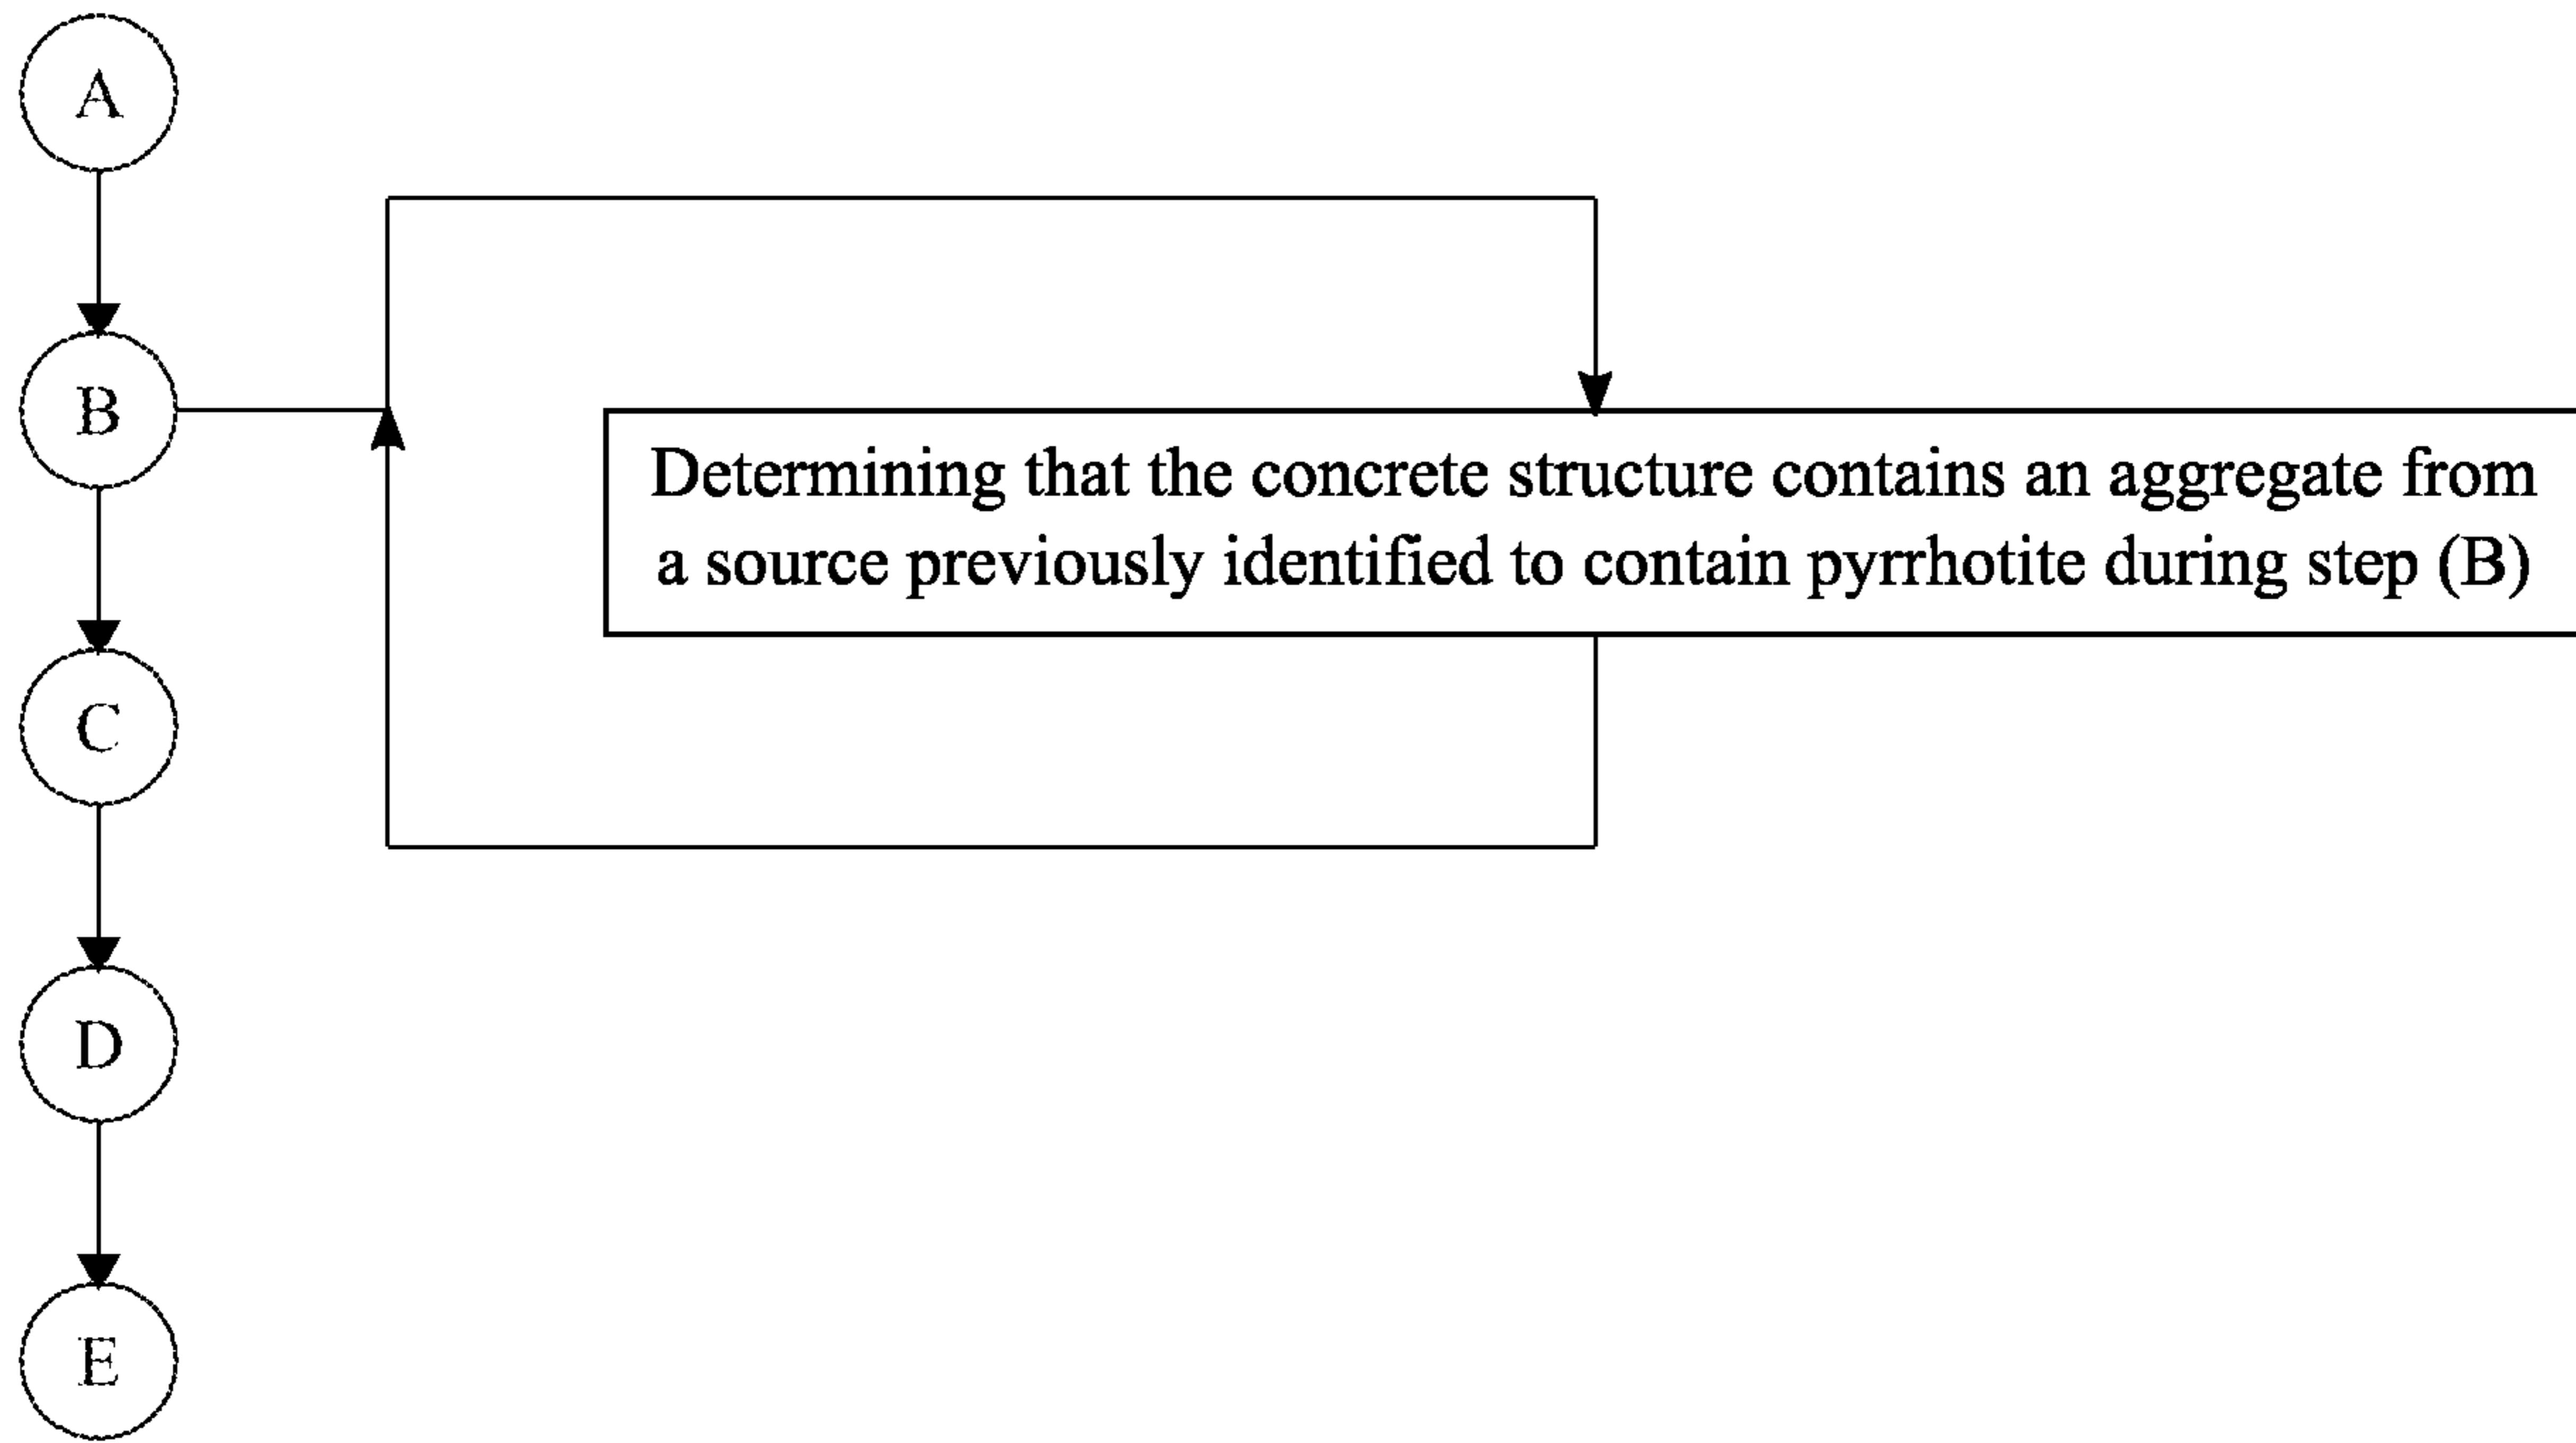 A
B
Determining that the concrete structure contains an aggregate from
a source previously identified to contain pyrrhotite during step (B)
C
D
E